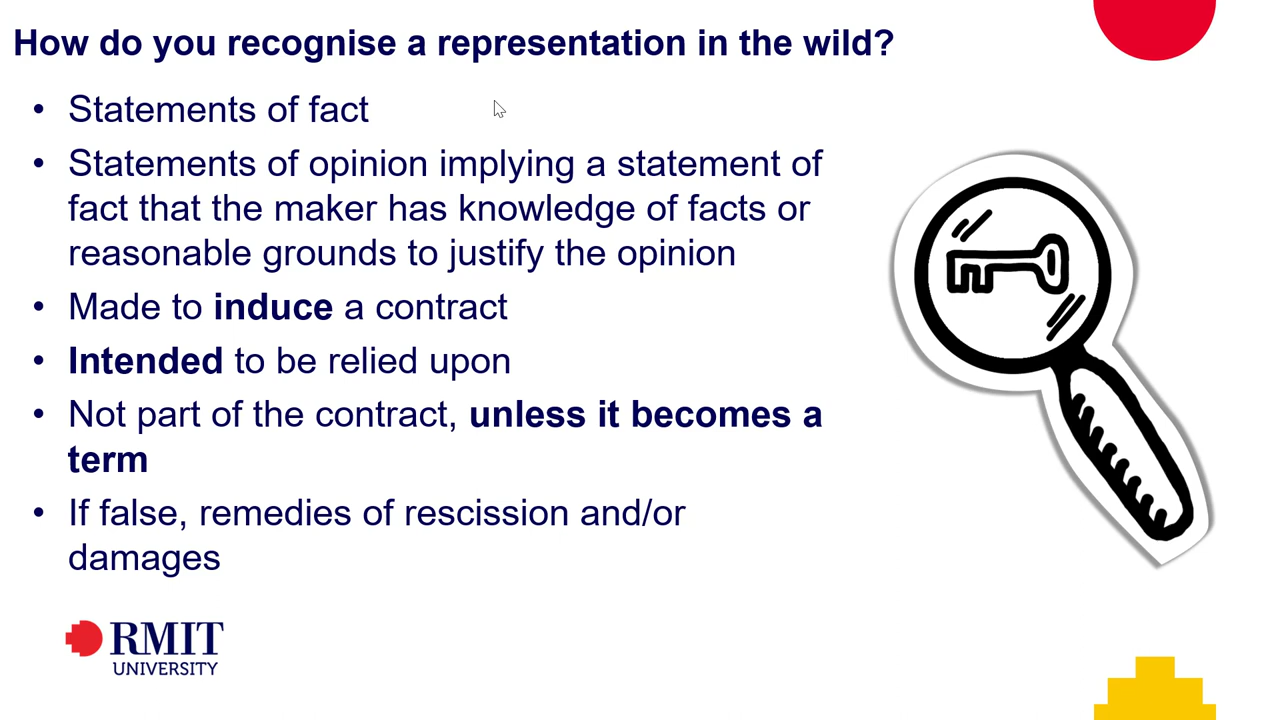 How do you recognise a representation in the wild?
• Statements of fact
• Statements of opinion implying a statement of
fact that the maker has knowledge of facts or
reasonable grounds to justify the opinion
• Made to induce a contract
• Intended to be relied upon
• Not part of the contract, unless it becomes a
term
• If false, remedies of rescission and/or
damages
RMIT
UNIVERSITY